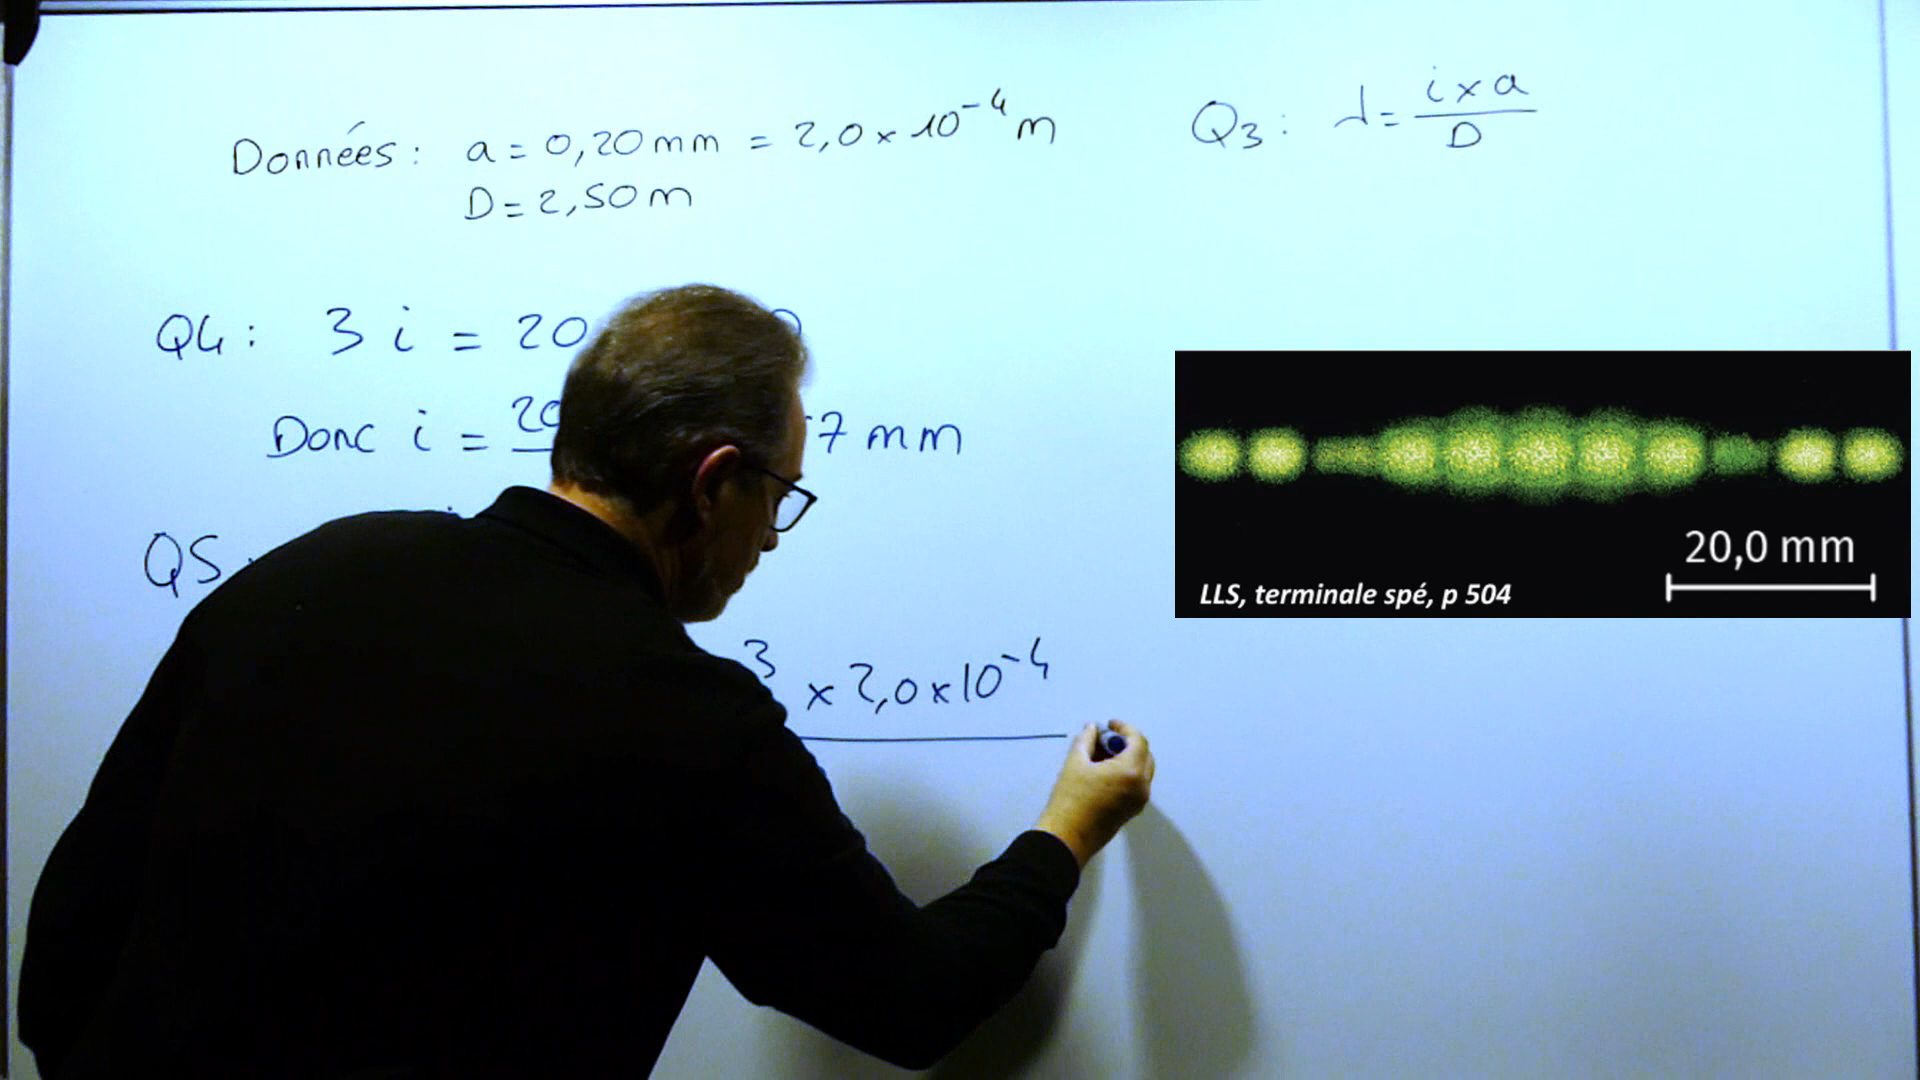 Données : a = 0,20 mm = 2,0 x 10⁻⁴ m
D = 2,50 m
Q3 : λ = i x a / D
Q4 : 3 i = 20
Donc i = 20 7 mm
20,0 mm
LLS, terminale spé, p 504
Q5
3 x 2,0 x 10⁻⁴